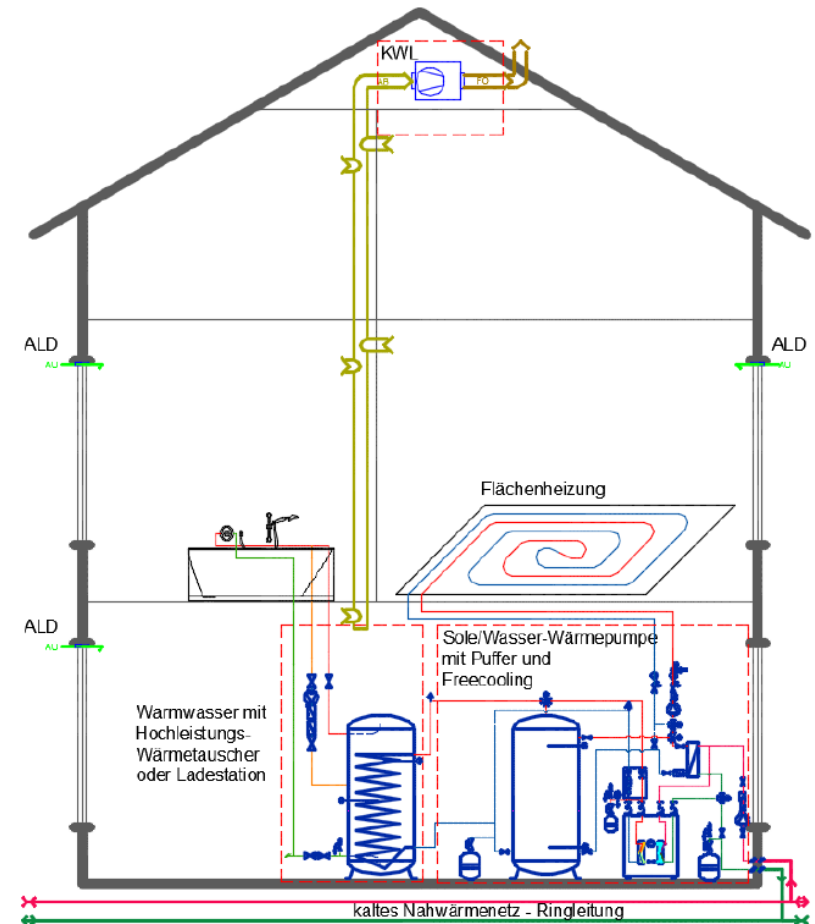 KWL
AB
FO
ALD
ALD
AU
AU
Flächenheizung
ALD
AU
Sole/Wasser-Wärmepumpe
mit Puffer und
Freecooling
Warmwasser mit
Hochleistungs-
Wärmetauscher
oder Ladestation
kaltes Nahwärmenetz - Ringleitung